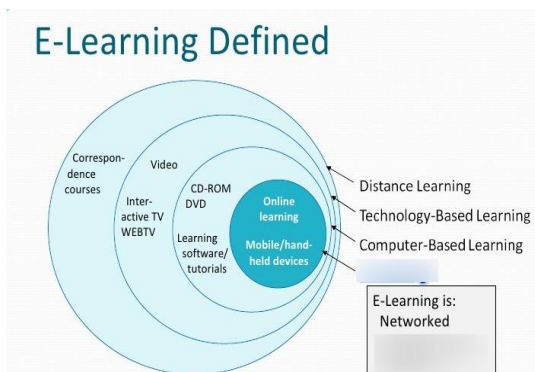 E-Learning Defined
Correspon-
dence
courses
Video
Inter-
active TV
WEBTV
CD-ROM
DVD
Learning
software/
tutorials
Online
learning
Mobile/hand-
held devices
Distance Learning
Technology-Based Learning
Computer-Based Learning
E-Learning is:
Networked